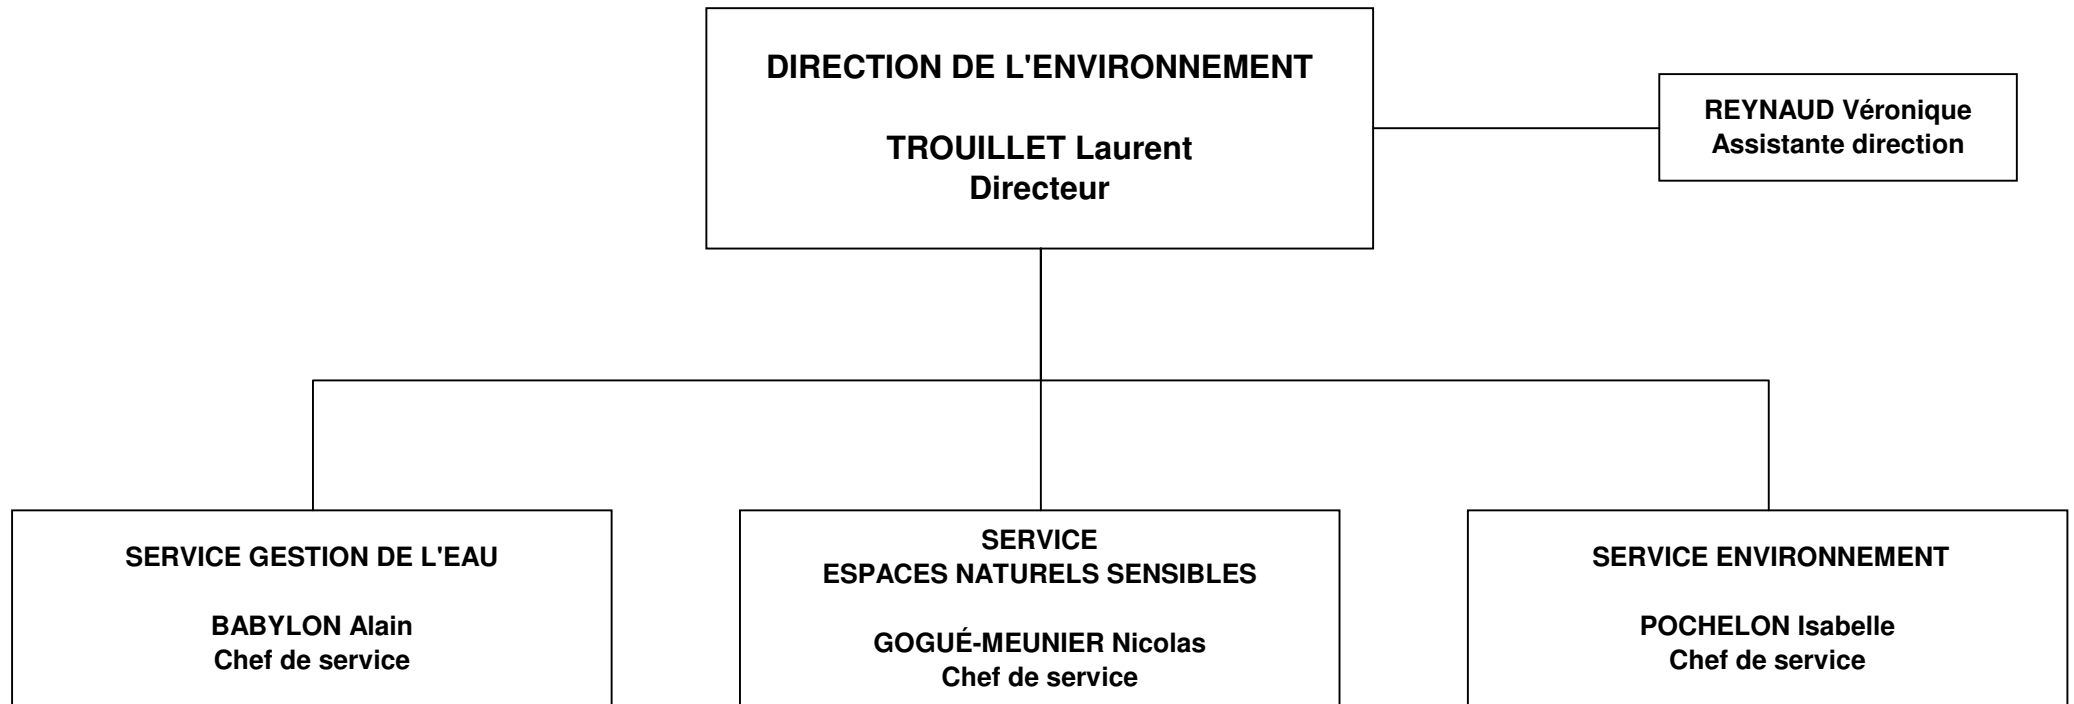 DIRECTION DE L'ENVIRONNEMENT
TROUILLET Laurent
Directeur
REYNAUD Véronique
Assistante direction
SERVICE GESTION DE L'EAU
BABYLON Alain
Chef de service
SERVICE
ESPACES NATURELS SENSIBLES
GOGUÉ-MEUNIER Nicolas
Chef de service
SERVICE ENVIRONNEMENT
POCHELON Isabelle
Chef de service